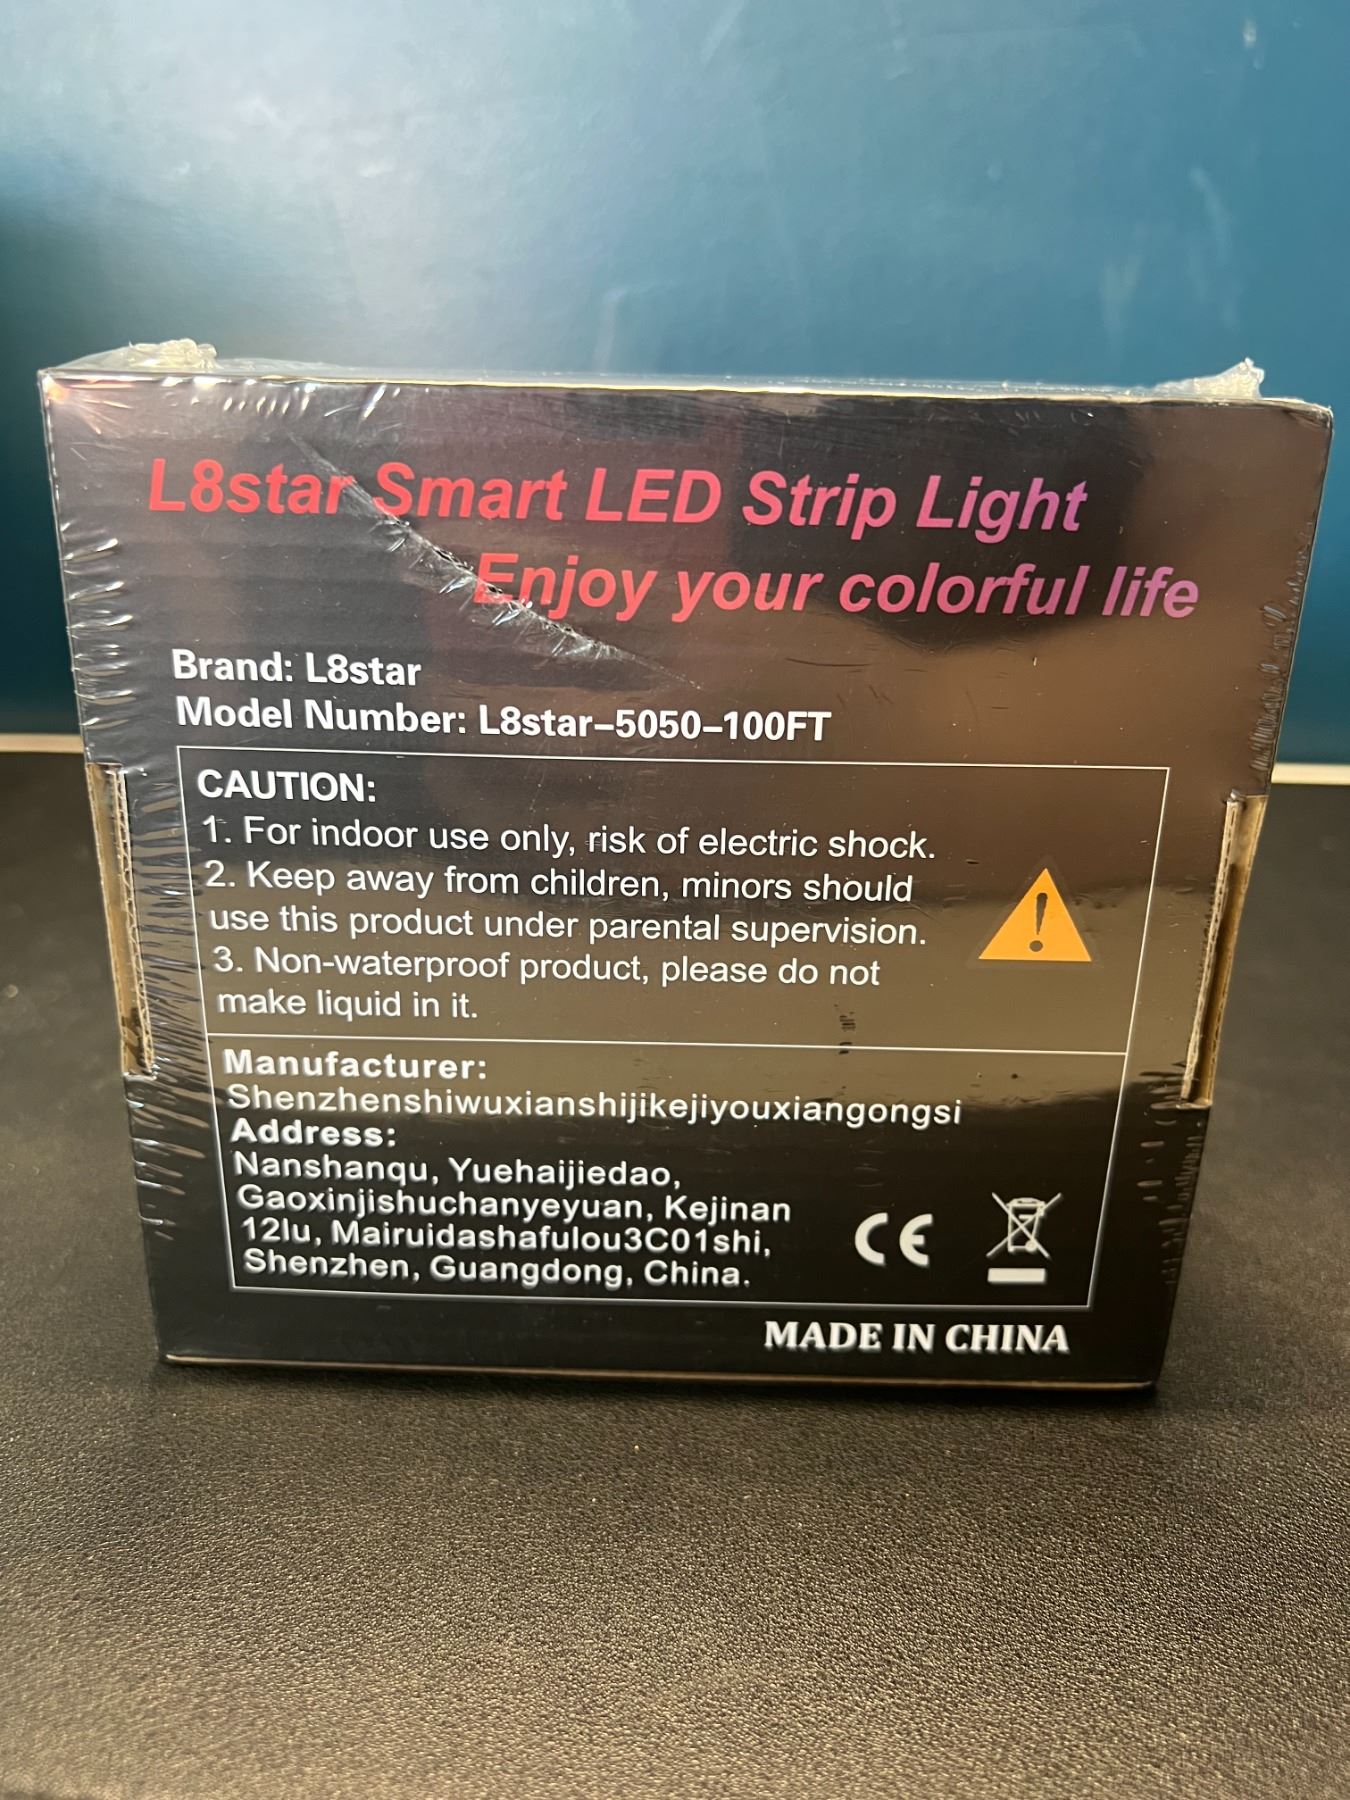 L8star Smart LED Strip Light
Enjoy your colorful life
Brand: L8star
Model Number: L8star-5050-100FT
CAUTION:
1. For indoor use only, risk of electric shock.
2. Keep away from children, minors should
use this product under parental supervision.
3. Non-waterproof product, please do not
make liquid in it.
Manufacturer:
Shenzhenshiwuxianshijikejiyouxiangongsi
Address:
Nanshanqu, Yuehaijiedao,
Gaoxinjishuchanyeyuan, Kejinan
12lu, Mairuidashafulou3C01shi,
Shenzhen, Guangdong, China.
CE
MADE IN CHINA